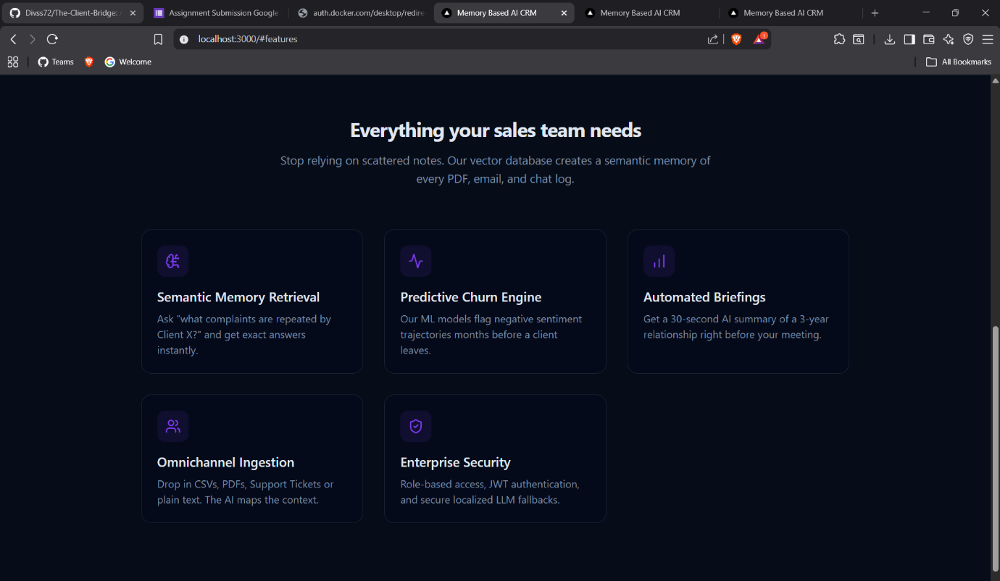 Divss72/The-Client-Bridge:
Assignment Submission Google
auth.docker.com/desktop/redire
Memory Based AI CRM
Memory Based AI CRM
Memory Based AI CRM
localhost:3000/#features
1
Teams
Welcome
All Bookmarks
Everything your sales team needs
Stop relying on scattered notes. Our vector database creates a semantic memory of
every PDF, email, and chat log.
Semantic Memory Retrieval
Ask "what complaints are repeated by
Client X?" and get exact answers
instantly.
Predictive Churn Engine
Our ML models flag negative sentiment
trajectories months before a client
leaves.
Automated Briefings
Get a 30-second AI summary of a 3-year
relationship right before your meeting.
Omnichannel Ingestion
Drop in CSVs, PDFs, Support Tickets or
plain text. The AI maps the context.
Enterprise Security
Role-based access, JWT authentication,
and secure localized LLM fallbacks.